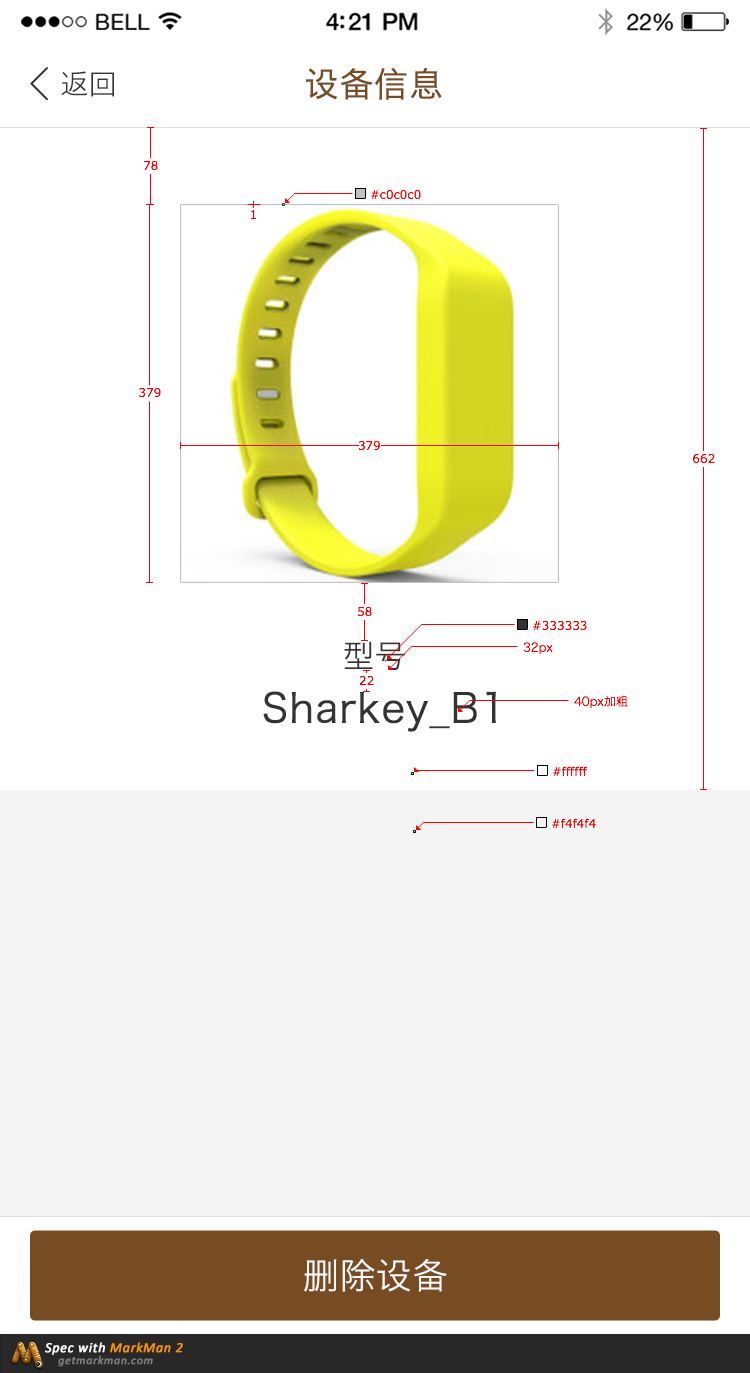 BELL 4:21 PM 22%
返回 设备信息
78
#c0c0c0
1
379
379
662
58
#333333
型号 32px
22
Sharkey_B1 40px加粗
#ffffff
#f4f4f4
删除设备
Spec with MarkMan 2
getmarkman.com